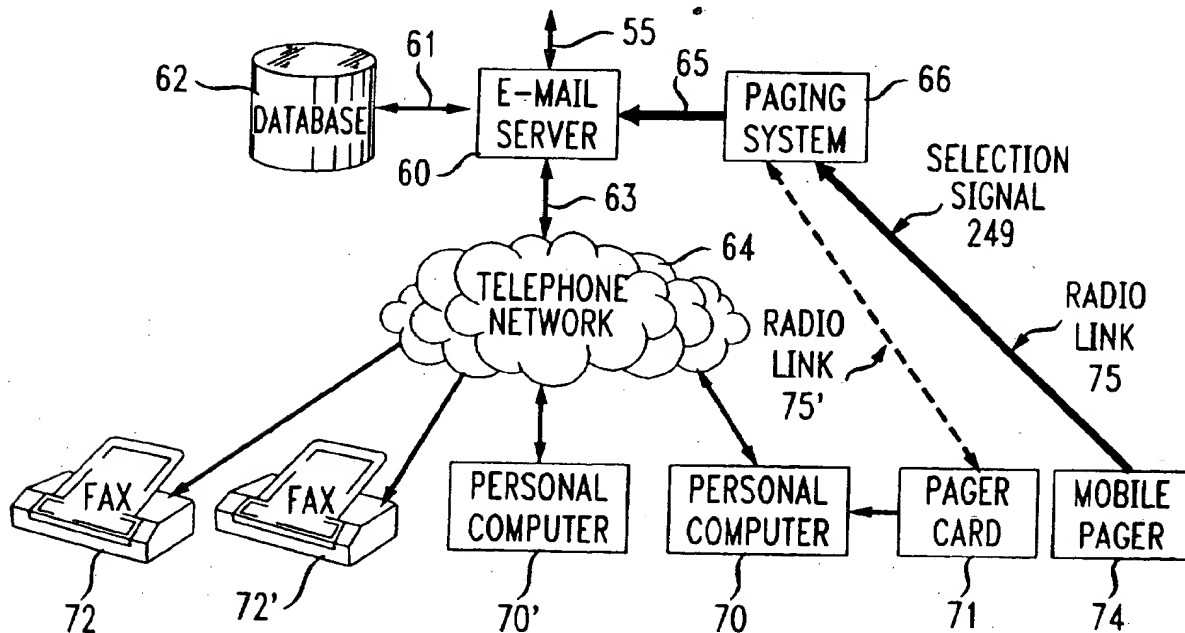 55
61
62
65
66
DATABASE
E-MAIL
SERVER
PAGING
SYSTEM
60
63
SELECTION
SIGNAL
249
64
TELEPHONE
NETWORK
RADIO
LINK
75'
RADIO
LINK
75
FAX
FAX
PERSONAL
COMPUTER
PERSONAL
COMPUTER
PAGER
CARD
MOBILE
PAGER
72
72'
70'
70
71
74